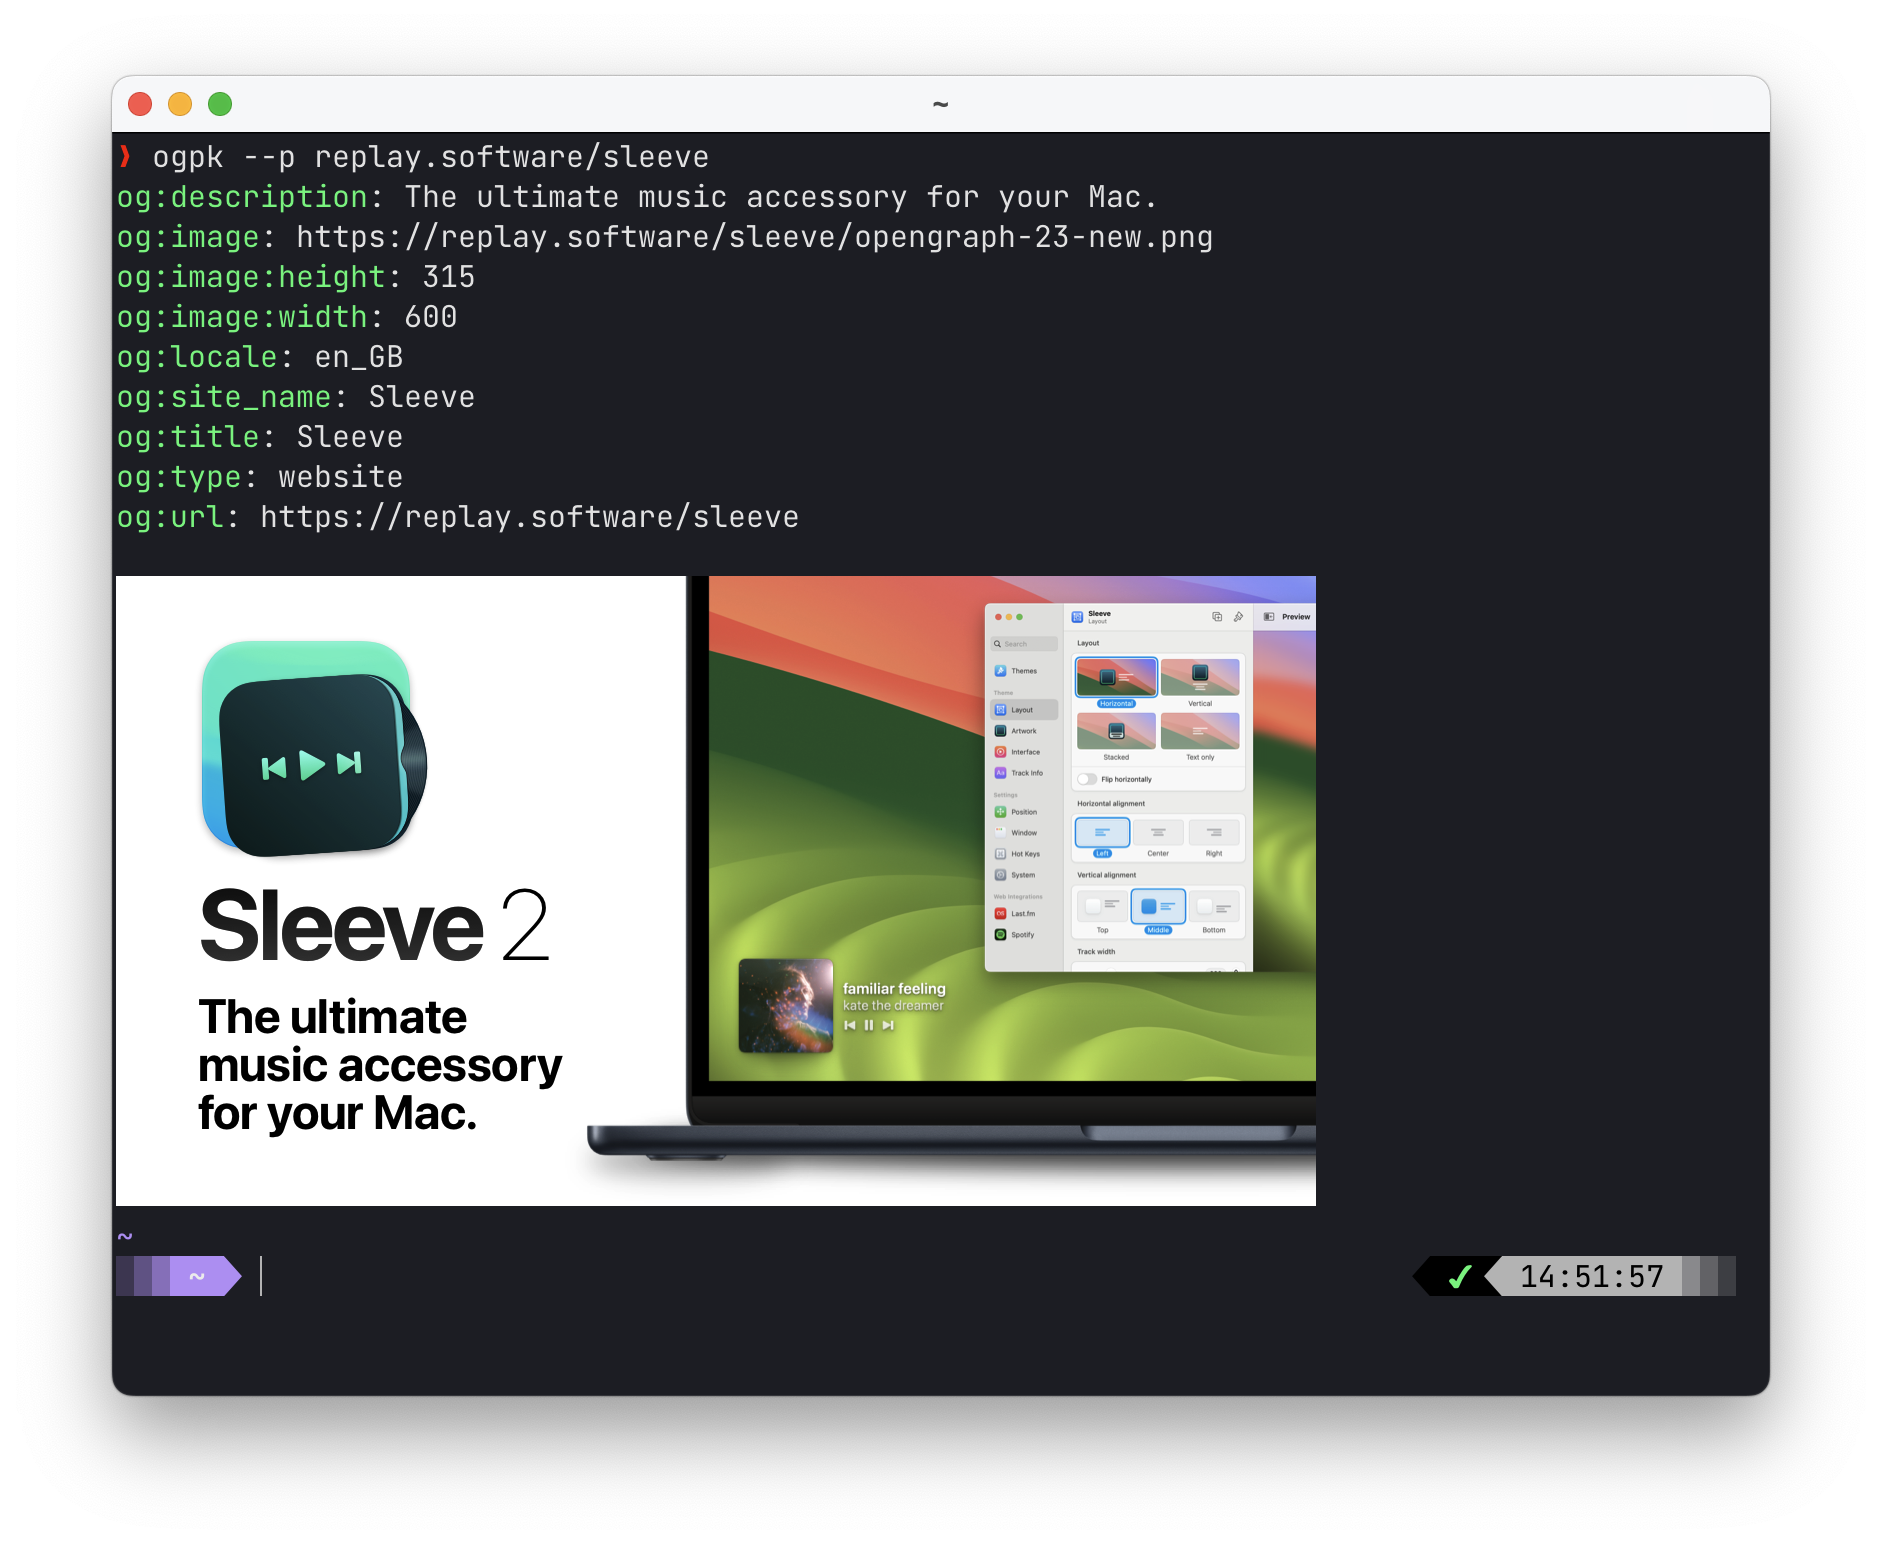 ~
❯ ogpk --p replay.software/sleeve
og:description: The ultimate music accessory for your Mac.
og:image: https://replay.software/sleeve/opengraph-23-new.png
og:image:height: 315
og:image:width: 600
og:locale: en_GB
og:site_name: Sleeve
og:title: Sleeve
og:type: website
og:url: https://replay.software/sleeve
Sleeve 2
The ultimate
music accessory
for your Mac.
Search
Themes
Theme
Layout
Artwork
Interface
Track Info
Settings
Position
Window
Hot Keys
System
Web Integrations
Last.fm
Spotify
Sleeve
Layout
Preview
Layout
Horizontal
Vertical
Stacked
Text only
Flip horizontally
Horizontal alignment
Left
Center
Right
Vertical alignment
Top
Middle
Bottom
Track width
familiar feeling
kate the dreamer
~
~
✓ 14:51:57